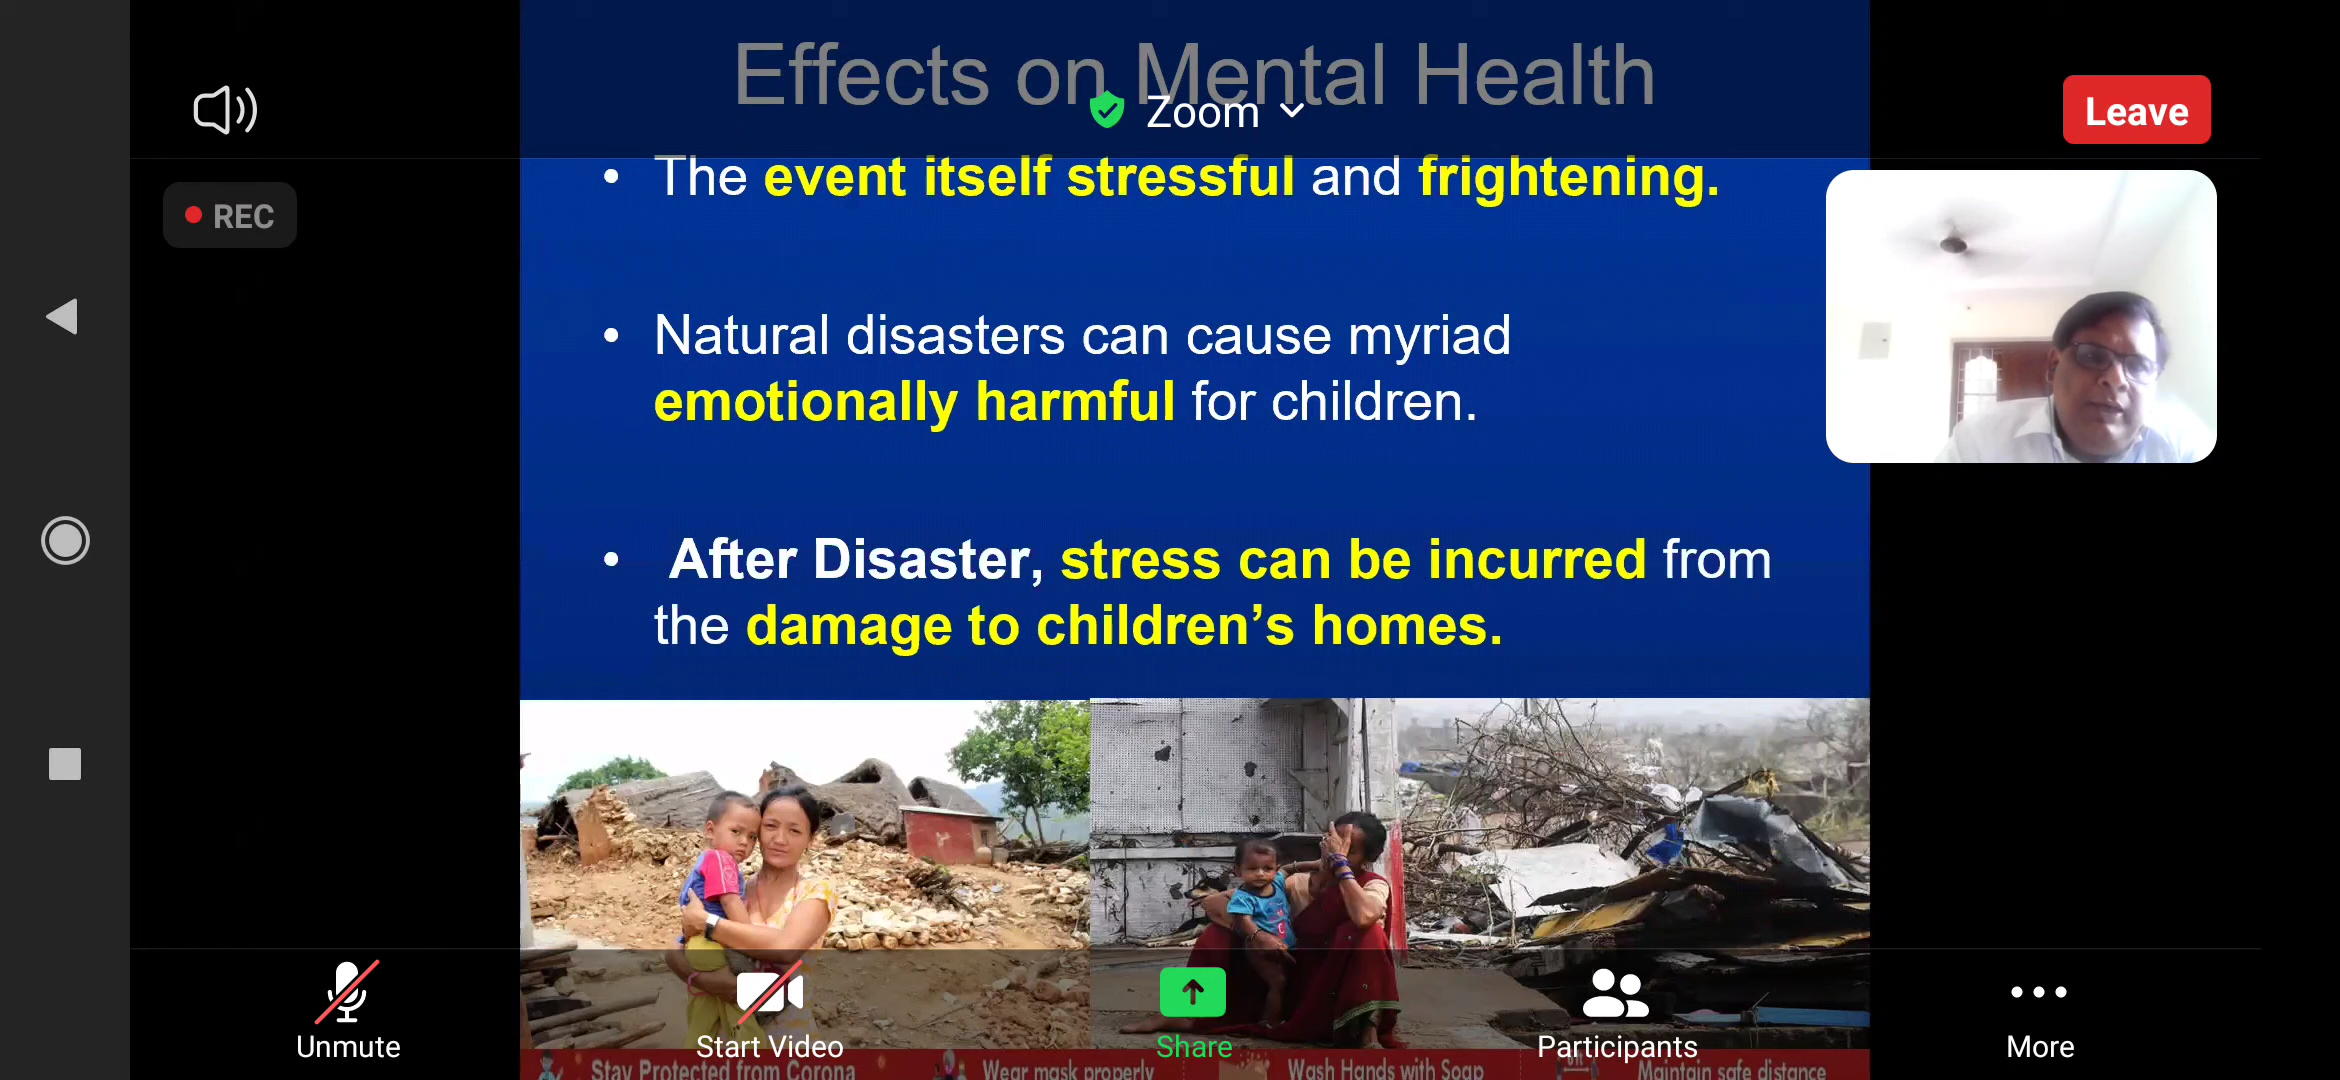 Effects on Mental Health
Zoom
Leave
REC
• The event itself stressful and frightening.
• Natural disasters can cause myriad
emotionally harmful for children.
• After Disaster, stress can be incurred from
the damage to children's homes.
Unmute
Start Video
Share
Participants
More
Stay Protected from Corona
Wear mask properly
Wash Hands with Soap
Maintain safe distance